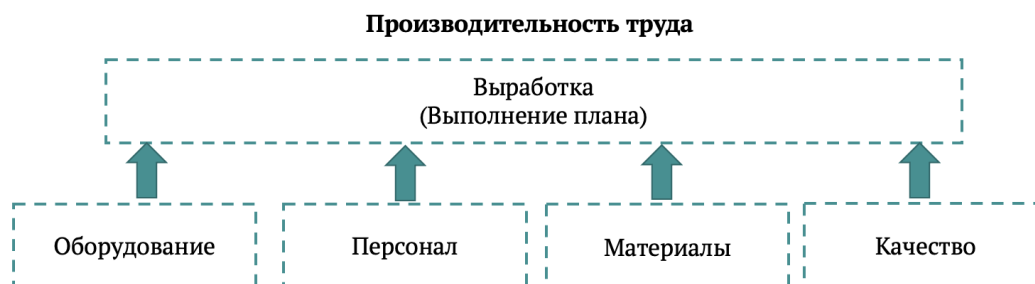 Производительность труда
Выработка
(Выполнение плана)
Оборудование
Персонал
Материалы
Качество